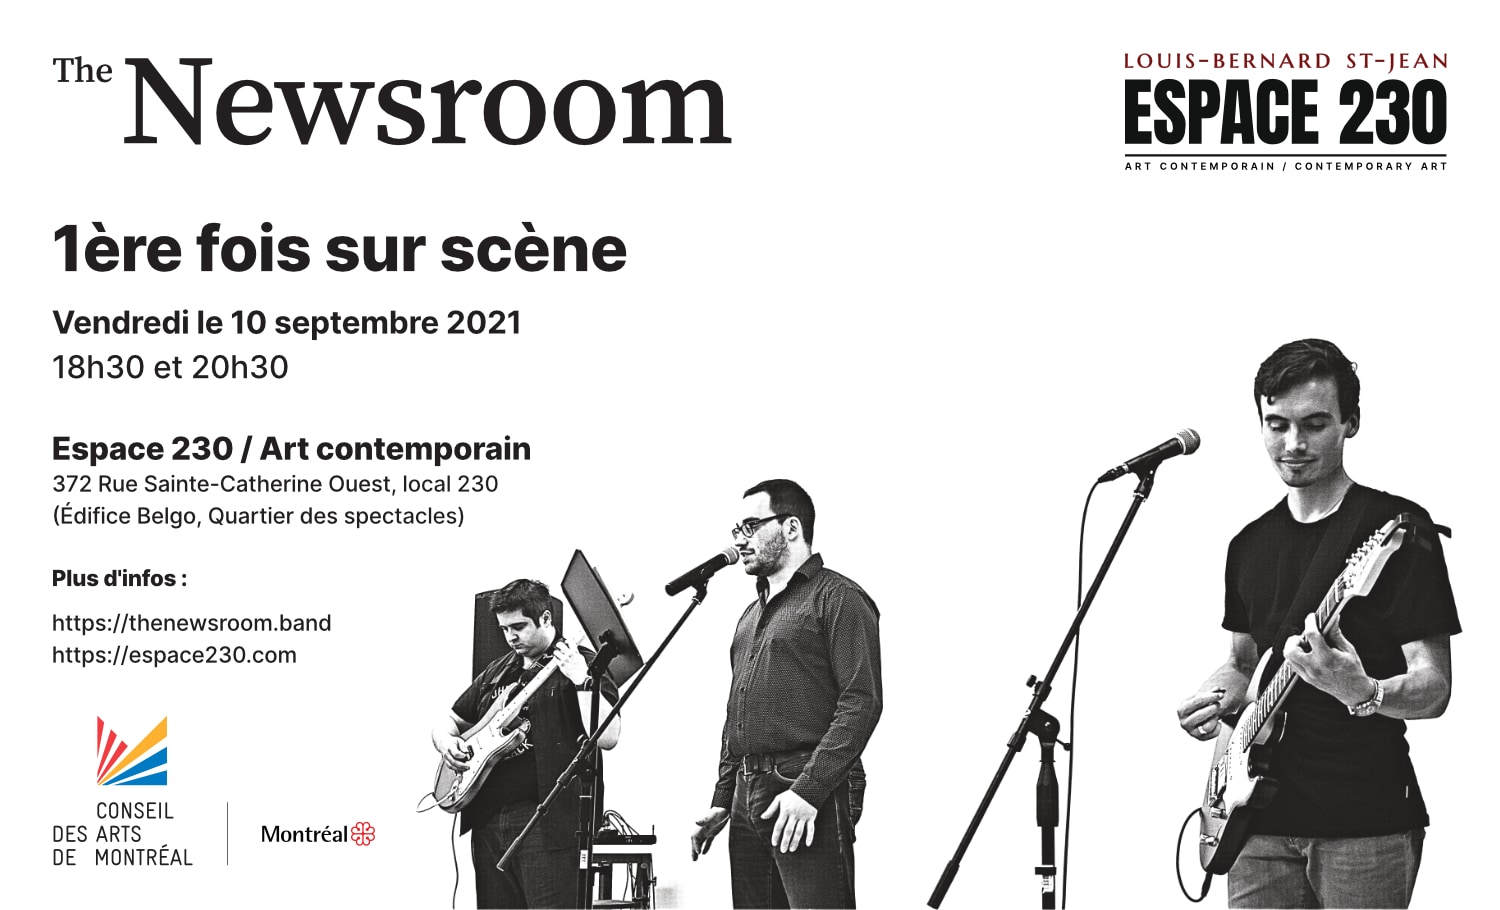 The Newsroom
LOUIS-BERNARD ST-JEAN
ESPACE 230
ART CONTEMPORAIN / CONTEMPORARY ART
1ère fois sur scène
Vendredi le 10 septembre 2021
18h30 et 20h30
Espace 230 / Art contemporain
372 Rue Sainte-Catherine Ouest, local 230
(Édifice Belgo, Quartier des spectacles)
Plus d'infos :
https://thenewsroom.band
https://espace230.com
CONSEIL
DES ARTS
DE MONTRÉAL
Montréal